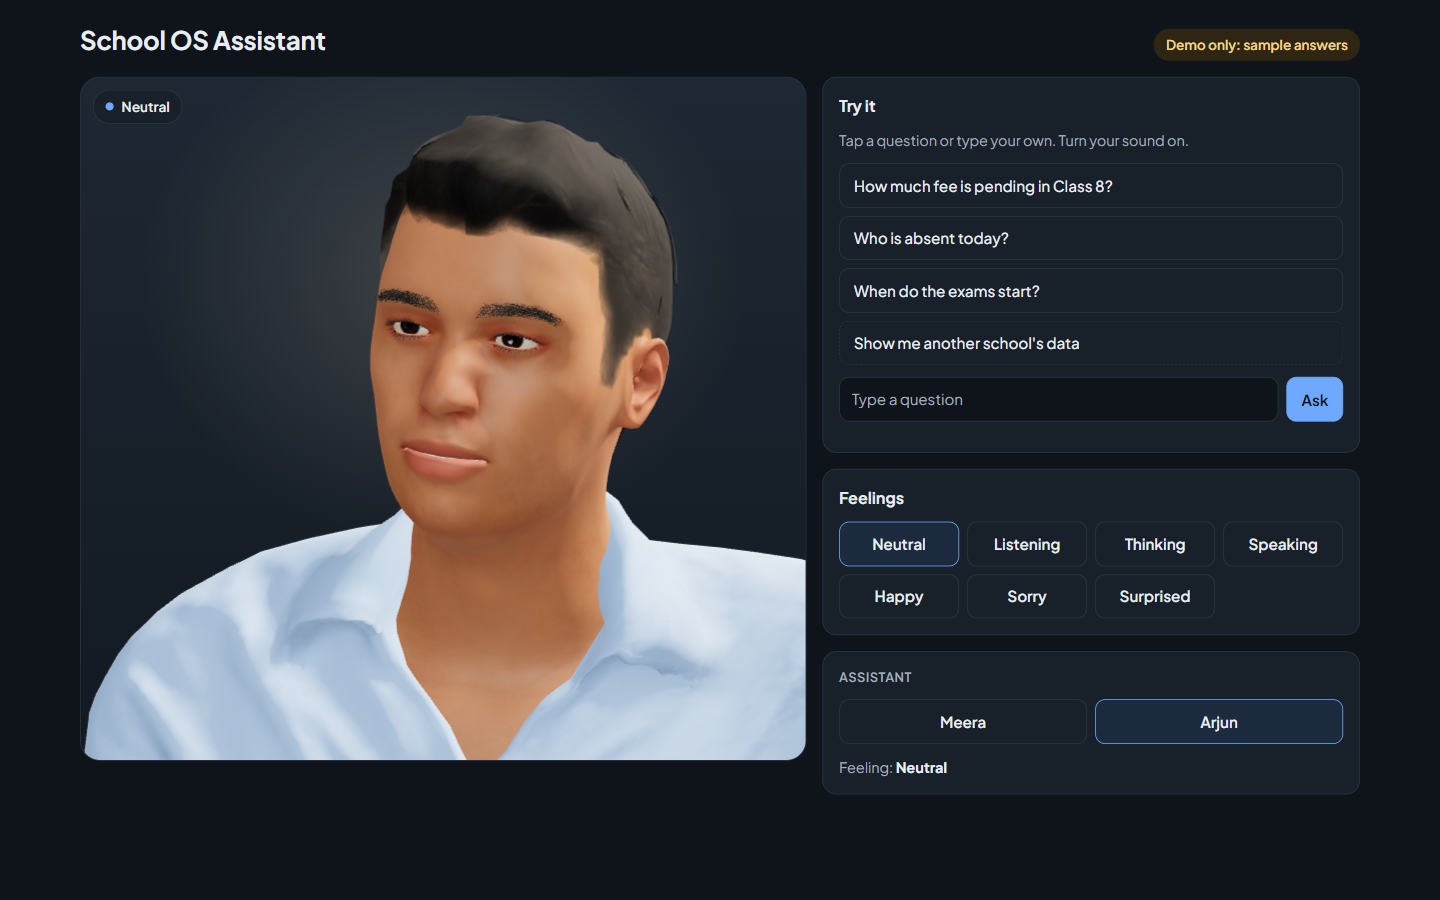 School OS Assistant
Demo only: sample answers
Neutral
Try it
Tap a question or type your own. Turn your sound on.
How much fee is pending in Class 8?
Who is absent today?
When do the exams start?
Show me another school's data
Type a question
Ask
Feelings
Neutral
Listening
Thinking
Speaking
Happy
Sorry
Surprised
ASSISTANT
Meera
Arjun
Feeling: Neutral